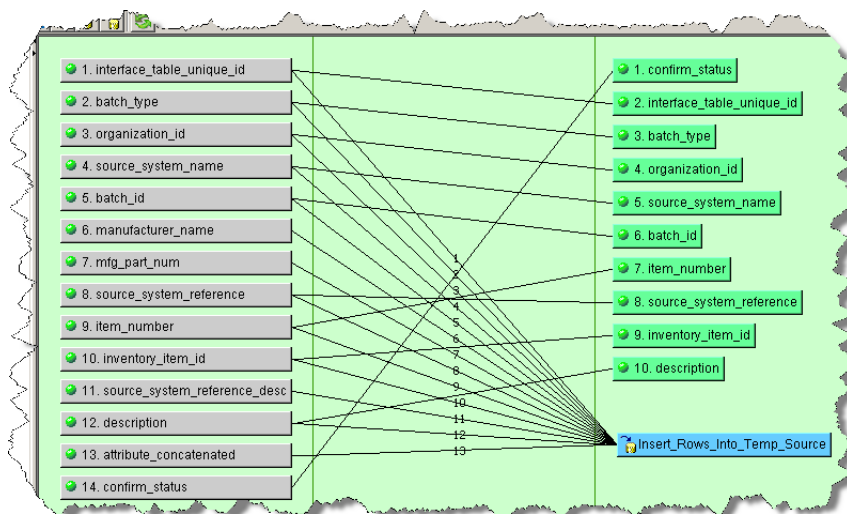 1. interface_table_unique_id
2. batch_type
3. organization_id
4. source_system_name
5. batch_id
6. manufacturer_name
7. mfg_part_num
8. source_system_reference
9. item_number
10. inventory_item_id
11. source_system_reference_desc
12. description
13. attribute_concatenated
14. confirm_status
1
2
3
4
5
6
7
8
9
10
11
12
13
1. confirm_status
2. interface_table_unique_id
3. batch_type
4. organization_id
5. source_system_name
6. batch_id
7. item_number
8. source_system_reference
9. inventory_item_id
10. description
Insert_Rows_Into_Temp_Source